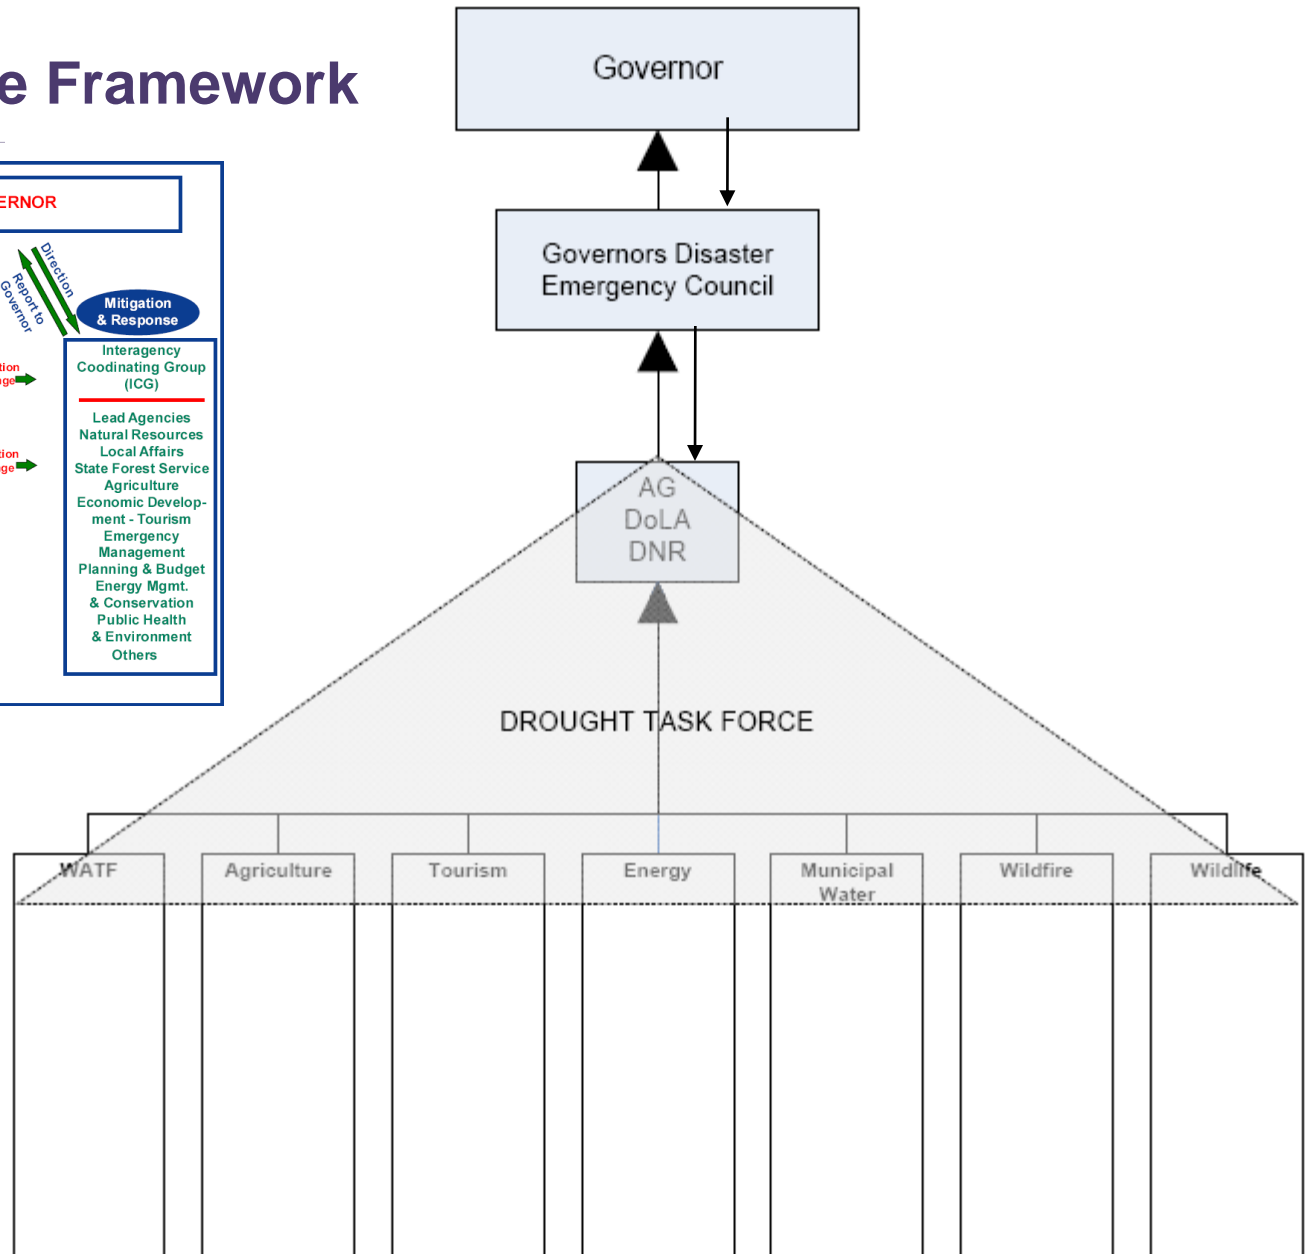 e Framework
ERNOR
Direction
Report to
Governor
Mitigation
& Response
Interagency
Coodinating Group
(ICG)
Lead Agencies
Natural Resources
Local Affairs
State Forest Service
Agriculture
Economic Develop-
ment - Tourism
Emergency
Management
Planning & Budget
Energy Mgmt.
& Conservation
Public Health
& Environment
Others
tion
ge
tion
ge
Governor
Governors Disaster
Emergency Council
AG
DoLA
DNR
DROUGHT TASK FORCE
WATF
Agriculture
Tourism
Energy
Municipal
Water
Wildfire
Wildlife